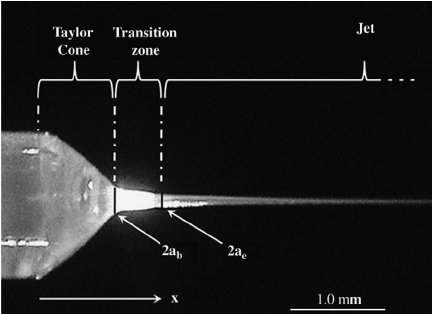 Taylor
Cone
Transition
zone
Jet
2a_b
2a_e
x
1.0 mm